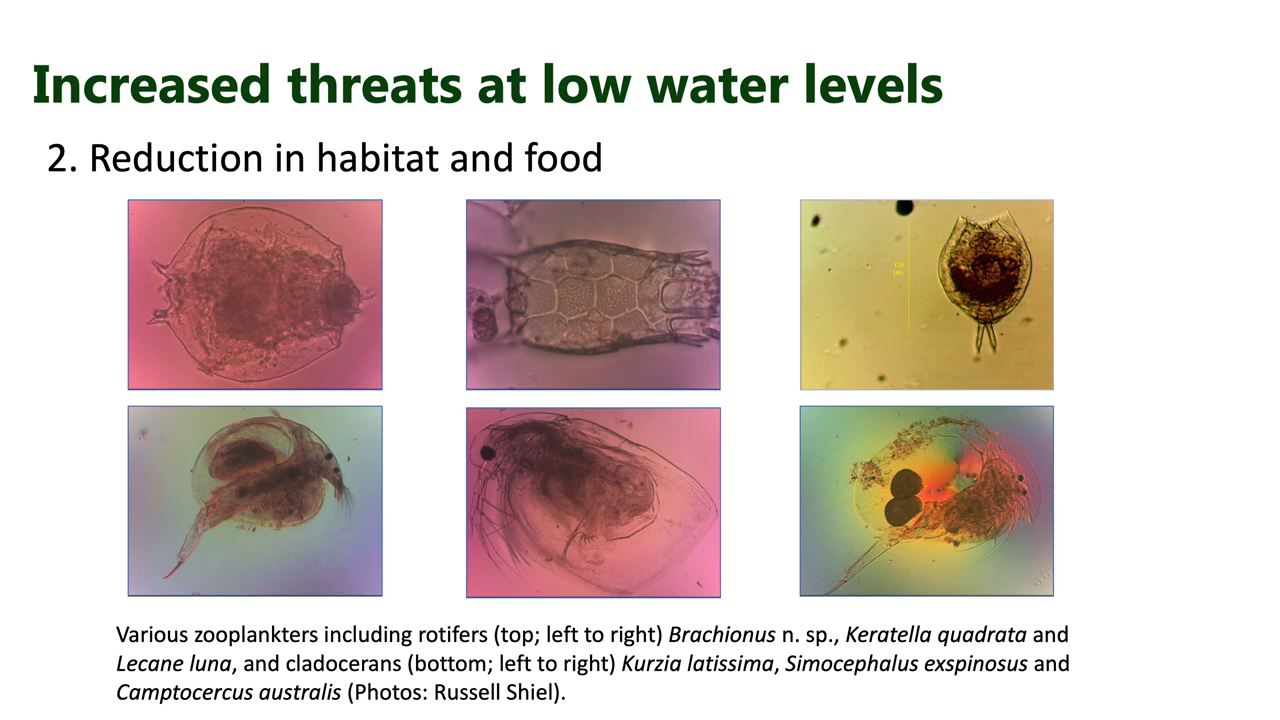 Increased threats at low water levels
2. Reduction in habitat and food
Various zooplankters including rotifers (top; left to right) Brachionus n. sp., Keratella quadrata and
Lecane luna, and cladocerans (bottom; left to right) Kurzia latissima, Simocephalus exspinosus and
Camptocercus australis (Photos: Russell Shiel).